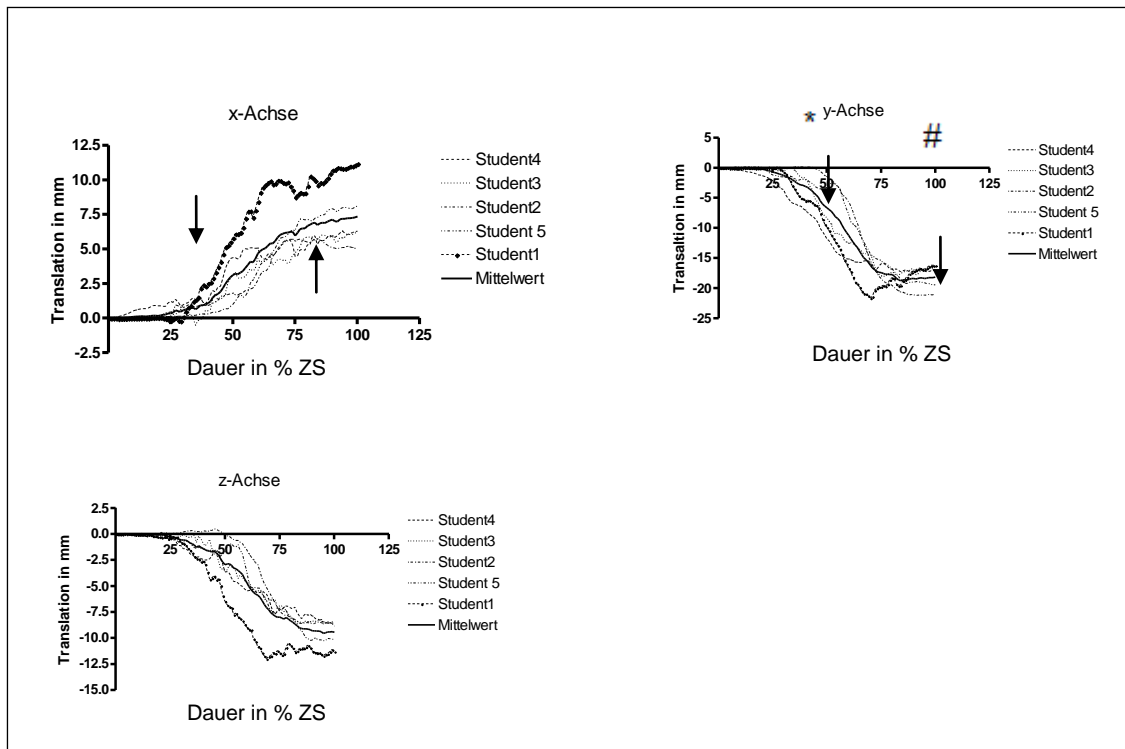 x-Achse
Translation in mm
12.5
10.0
7.5
5.0
2.5
0.0
-2.5
25
50
75
100
125
Dauer in % ZS
Student4
Student3
Student2
Student 5
Student1
Mittelwert
* y-Achse
#
Transaltion in mm
5
0
-5
-10
-15
-20
-25
25
50
75
100
125
Dauer in % ZS
Student4
Student3
Student2
Student 5
Student1
Mittelwert
z-Achse
Translation in mm
2.5
0.0
-2.5
-5.0
-7.5
-10.0
-12.5
-15.0
25
50
75
100
125
Dauer in % ZS
Student4
Student3
Student2
Student 5
Student1
Mittelwert